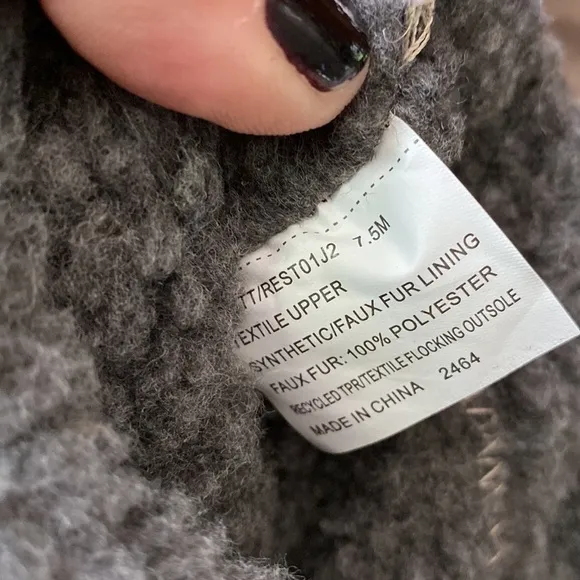 TT/REST01J2 7.5M
TEXTILE UPPER
SYNTHETIC/FAUX FUR LINING
FAUX FUR: 100% POLYESTER
RECYCLED TPR/TEXTILE FLOCKING OUTSOLE
MADE IN CHINA 2464